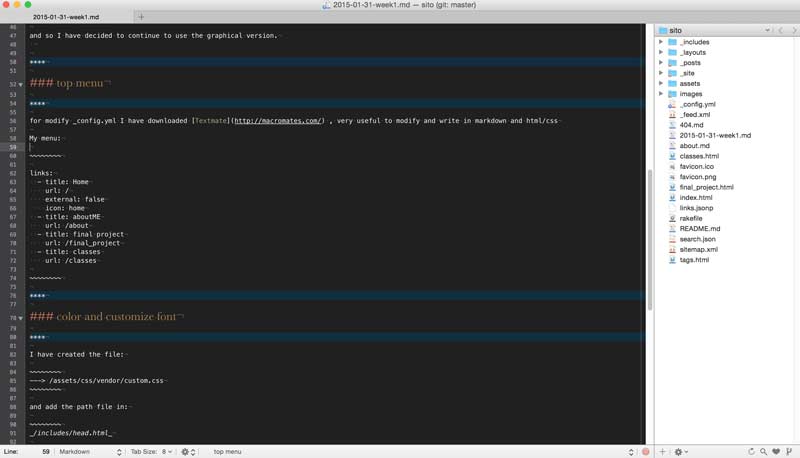 2015-01-31-week1.md — sito (git: master)
2015-01-31-week1.md
46
47 and so I have decided to continue to use the graphical version.
48
49
50 ****
51
52 ### top menu
53
54 ****
55
56 for modify _config.yml I have downloaded [Textmate](http://macromates.com/) , very useful to modify and write in markdown and html/css
57
58 My menu:
59
60 ~~~~~~~~
61
62 links:
63 - title: Home
64 url: /
65 external: false
66 icon: home
67 - title: aboutME
68 url: /about
69 - title: final project
70 url: /final_project
71 - title: classes
72 url: /classes
73
74 ~~~~~~~~
75
76 ****
77
78 ### color and customize font
79
80 ****
81
82 I have created the file:
83
84 ~~~~~~~~
85 ---> /assets/css/vendor/custom.css
86 ~~~~~~~~
87
88 and add the path file in:
89
90 ~~~~~~~~
91 _/includes/head.html_
92
Line: 59 Markdown Tab Size: 8 top menu
sito
_includes
_layouts
_posts
_site
assets
images
_config.yml
_feed.xml
404.md
2015-01-31-week1.md
about.md
classes.html
favicon.ico
favicon.png
final_project.html
index.html
links.jsonp
rakefile
README.md
search.json
sitemap.xml
tags.html